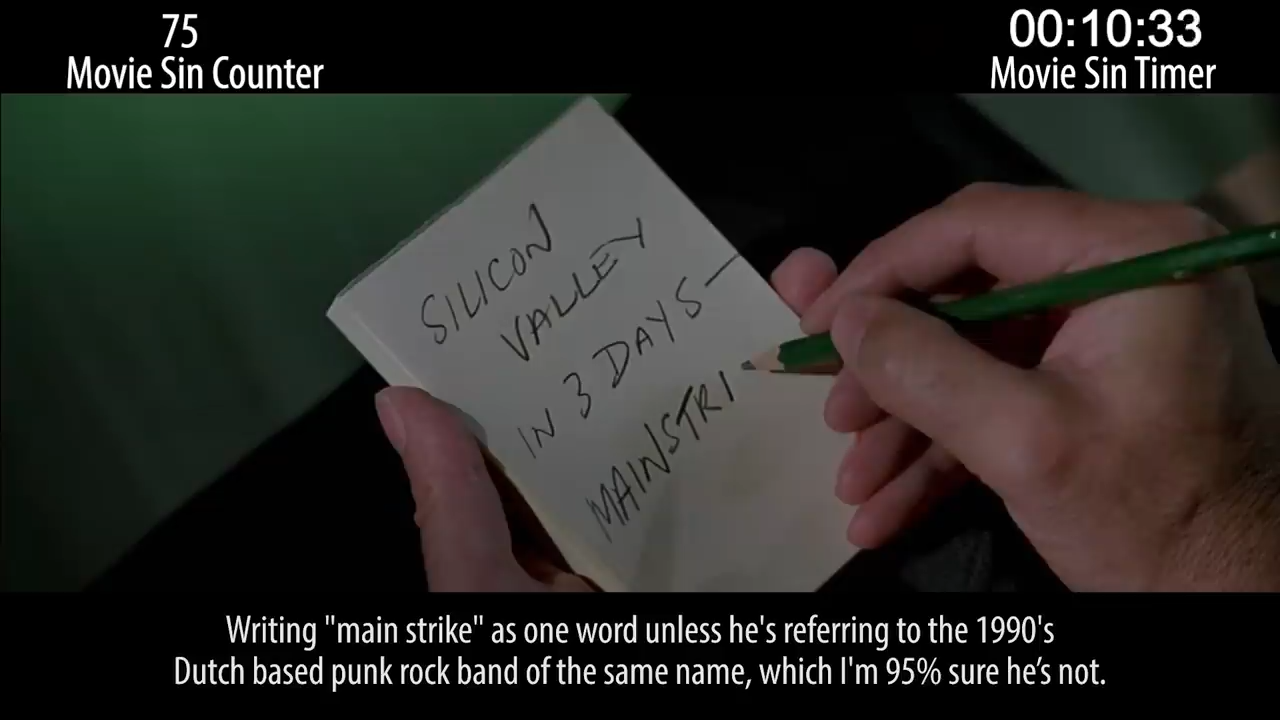 75
Movie Sin Counter
00:10:33
Movie Sin Timer
SILICON
VALLEY
IN 3 DAYS—
MAINSTRI
Writing "main strike" as one word unless he's referring to the 1990's
Dutch based punk rock band of the same name, which I'm 95% sure he's not.